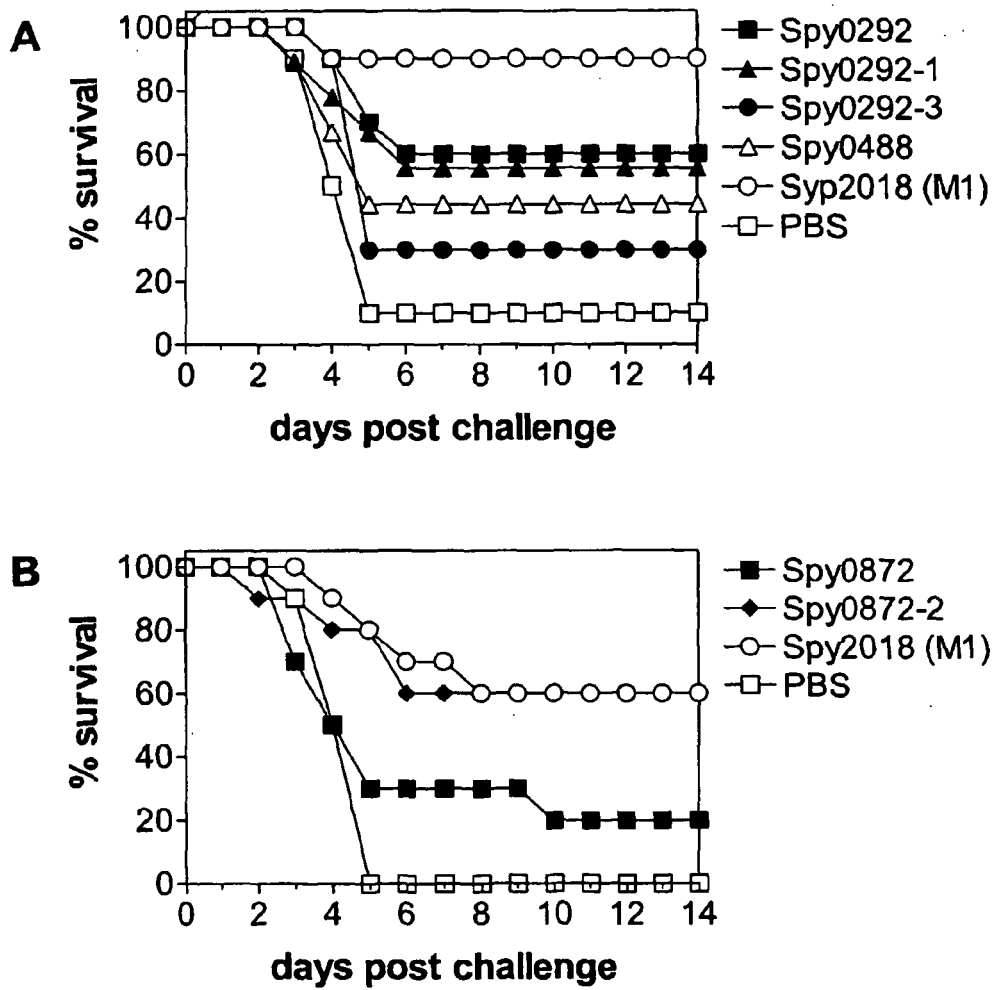 A
% survival
100
80
60
40
20
0
0 2 4 6 8 10 12 14
days post challenge
Spy0292
Spy0292-1
Spy0292-3
Spy0488
Syp2018 (M1)
PBS
B
% survival
100
80
60
40
20
0
0 2 4 6 8 10 12 14
days post challenge
Spy0872
Spy0872-2
Spy2018 (M1)
PBS